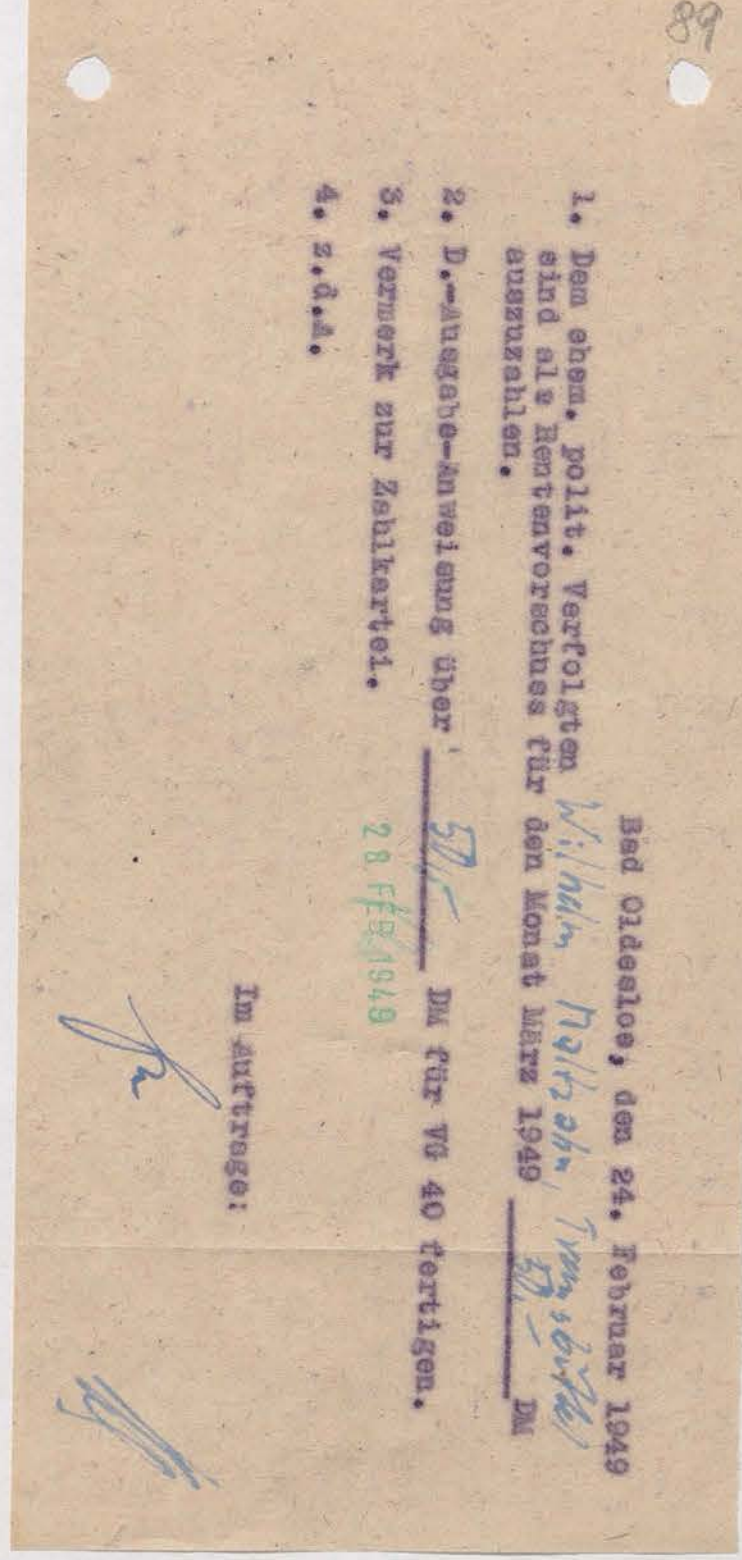 89
Bad Oldesloe, den 24. Februar 1949
1. Dem ehem. polit. Verfolgten Wilhelm Maltzahn, Tremsbüttel
sind als Rentenvorschuss für den Monat März 1949 50,- DM
auszuzahlen.
2. D.-Ausgabe-Anweisung über 50,- DM für VG 40 fertigen.
3. Vermerk zur Zahlkartei.
28. FEB. 1949
4. z.d.A.
Im Auftrage: